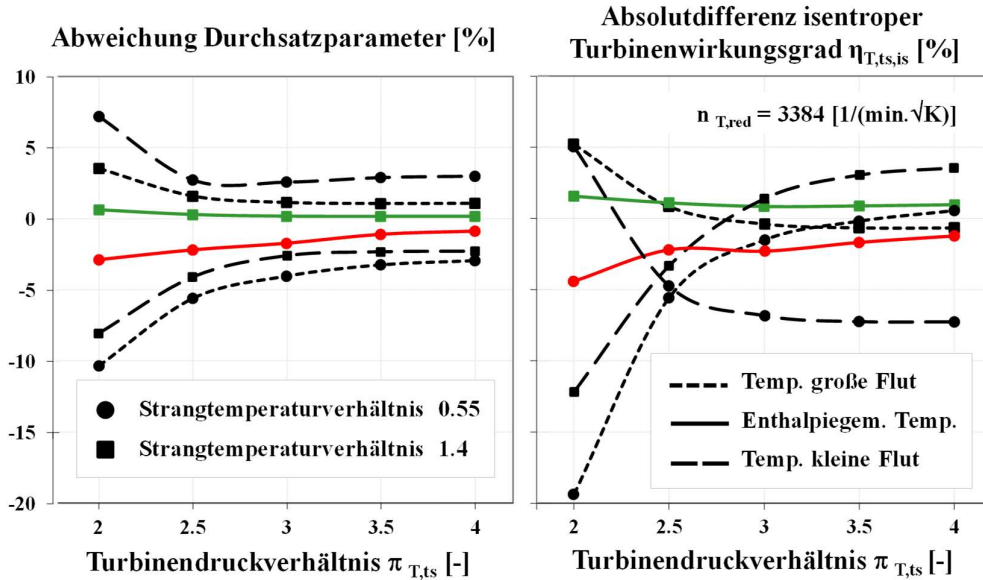 Abweichung Durchsatzparameter [%]
10
5
0
-5
-10
-15
-20
Strangtemperaturverhältnis 0.55
Strangtemperaturverhältnis 1.4
2 2.5 3 3.5 4
Turbinendruckverhältnis π T,ts [-]
Absolutdifferenz isentroper
Turbinenwirkungsgrad ηT,ts,is [%]
n T,red = 3384 [1/(min.√K)]
Temp. große Flut
Enthalpiegem. Temp.
Temp. kleine Flut
2 2.5 3 3.5 4
Turbinendruckverhältnis π T,ts [-]